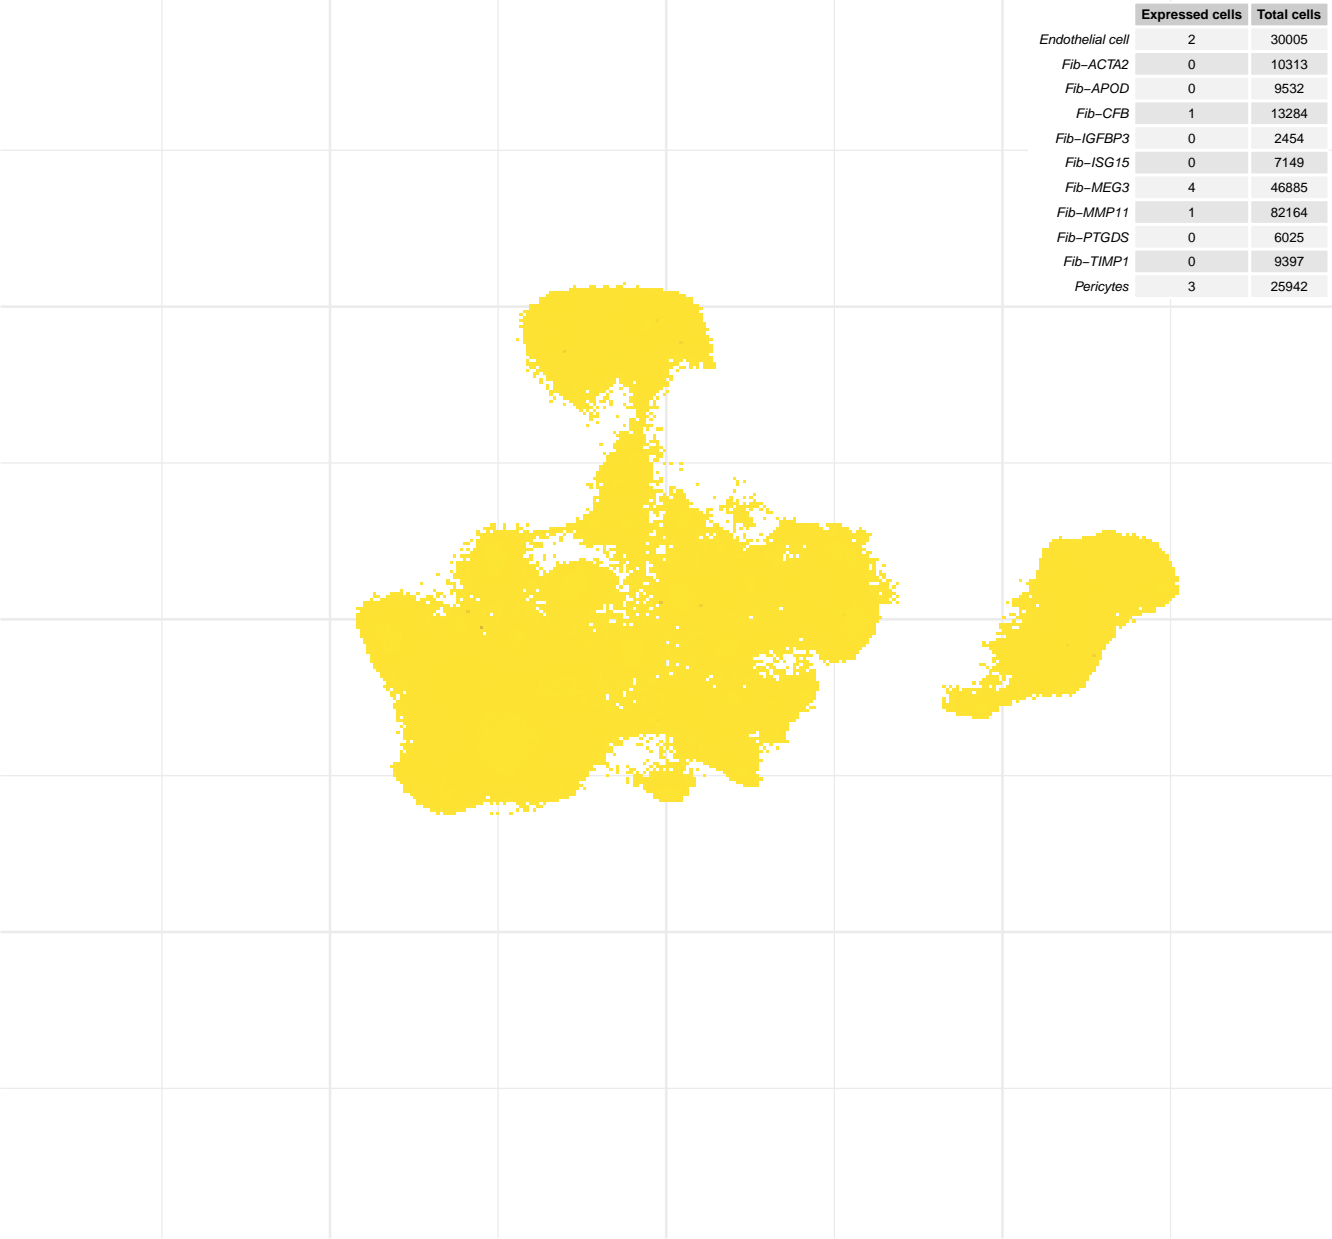 Expressed cells Total cells
Endothelial cell 2 30005
Fib−ACTA2 0 10313
Fib−APOD 0 9532
Fib−CFB 1 13284
Fib−IGFBP3 0 2454
Fib−ISG15 0 7149
Fib−MEG3 4 46885
Fib−MMP11 1 82164
Fib−PTGDS 0 6025
Fib−TIMP1 0 9397
Pericytes 3 25942